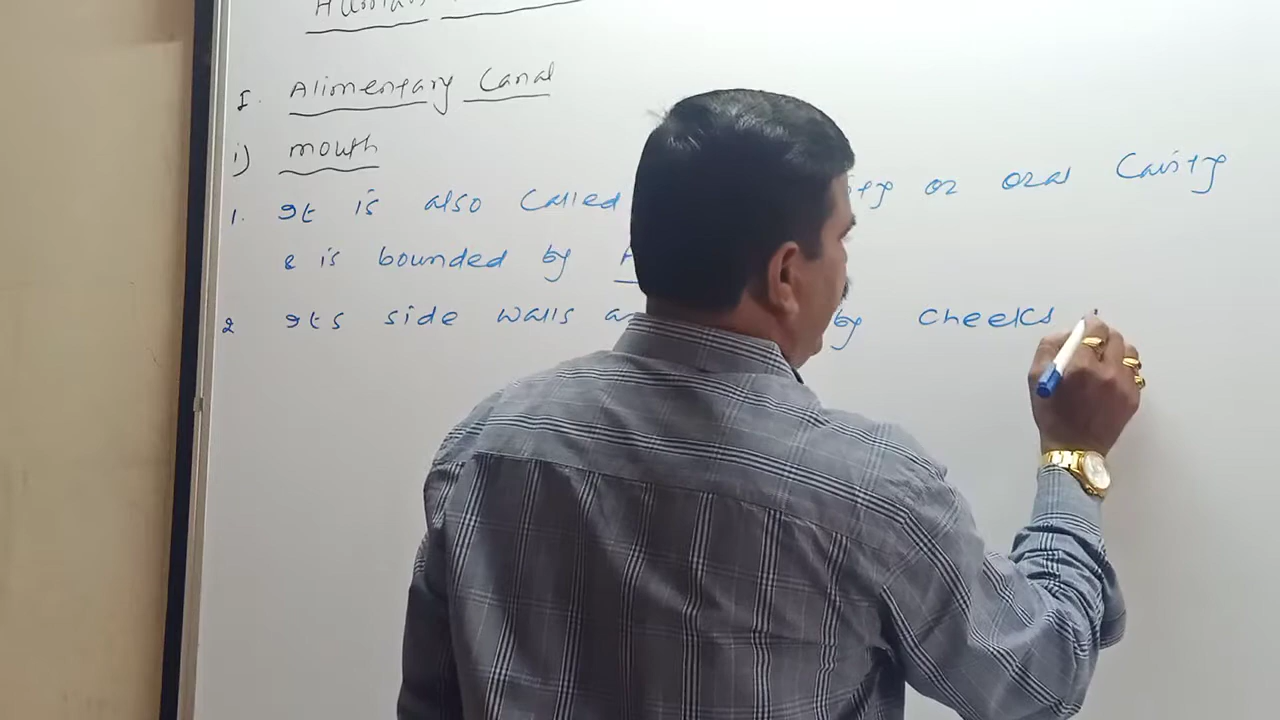 I. Alimentary Canal
i) mouth
1. It is also Called or oral Cavity
& is bounded by
2 Its side walls by cheeks